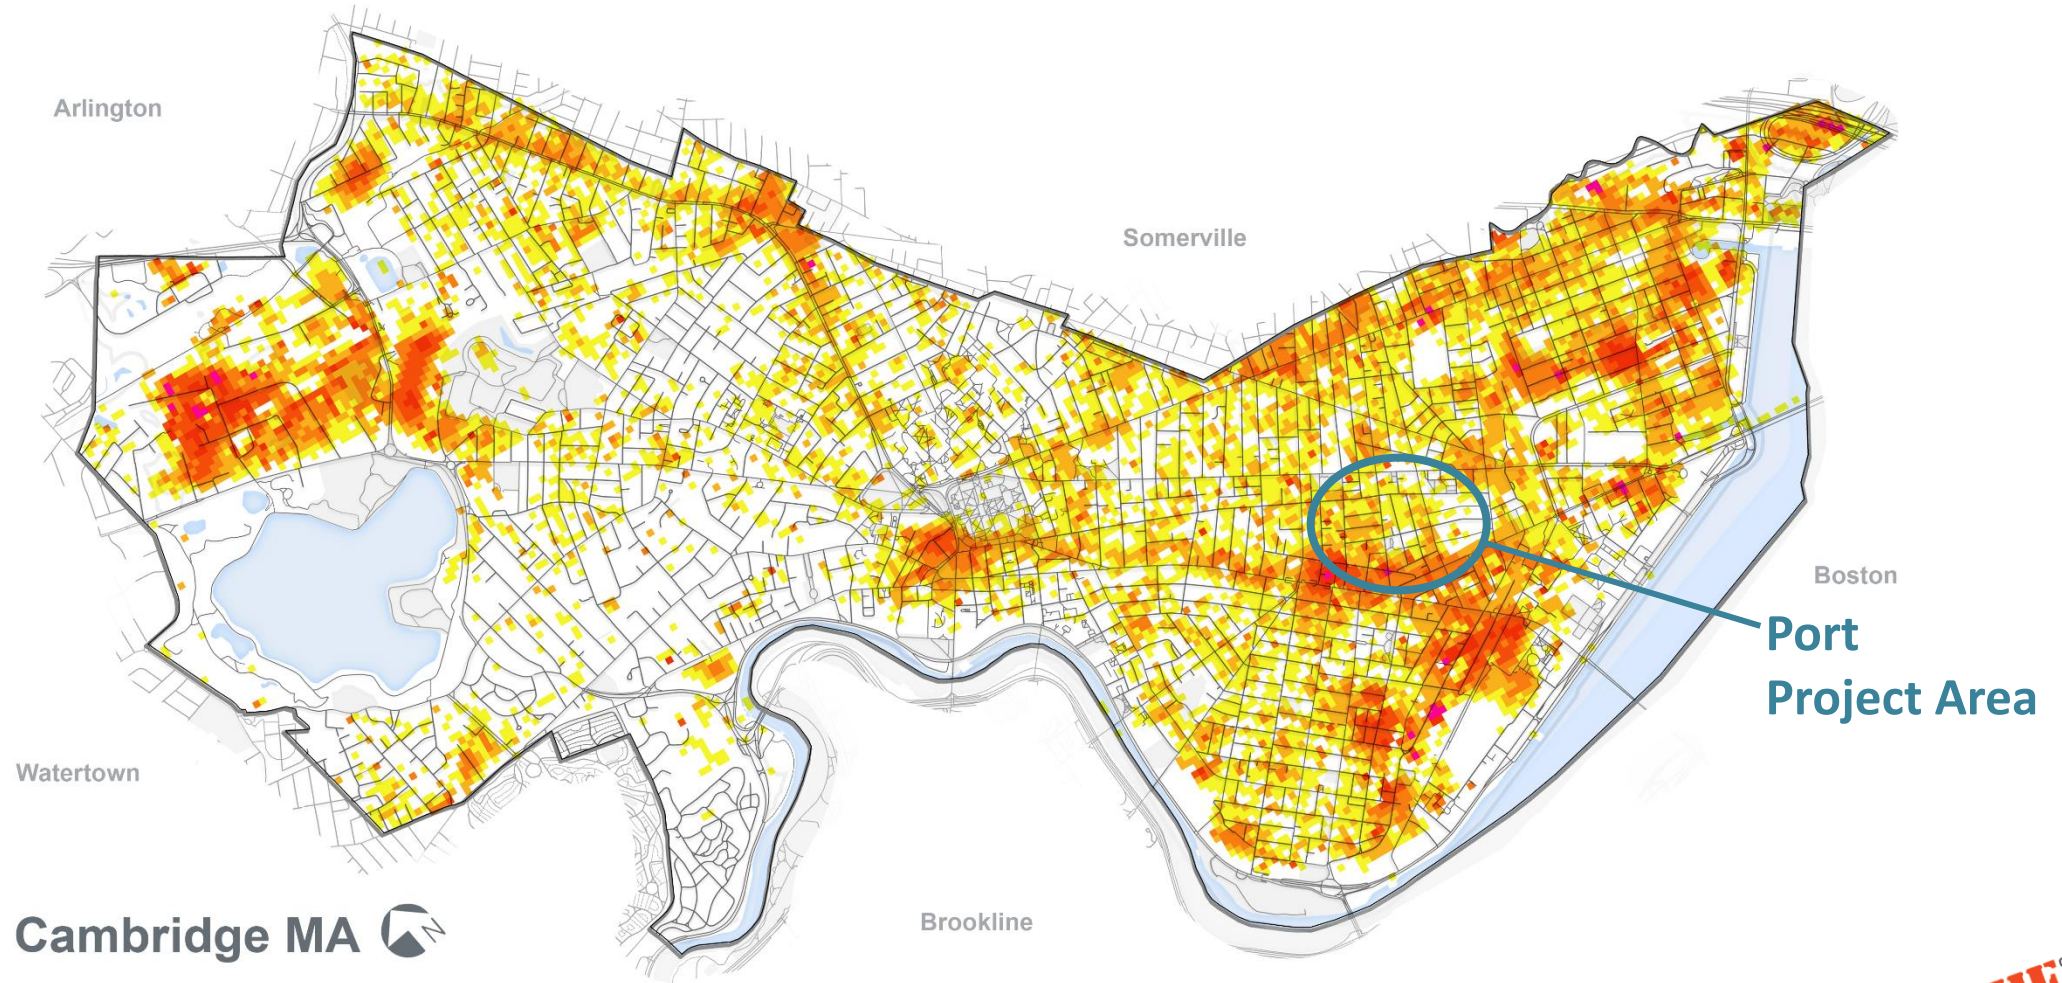 Arlington
Somerville
Boston
Port
Project Area
Watertown
Brookline
Cambridge MA
N